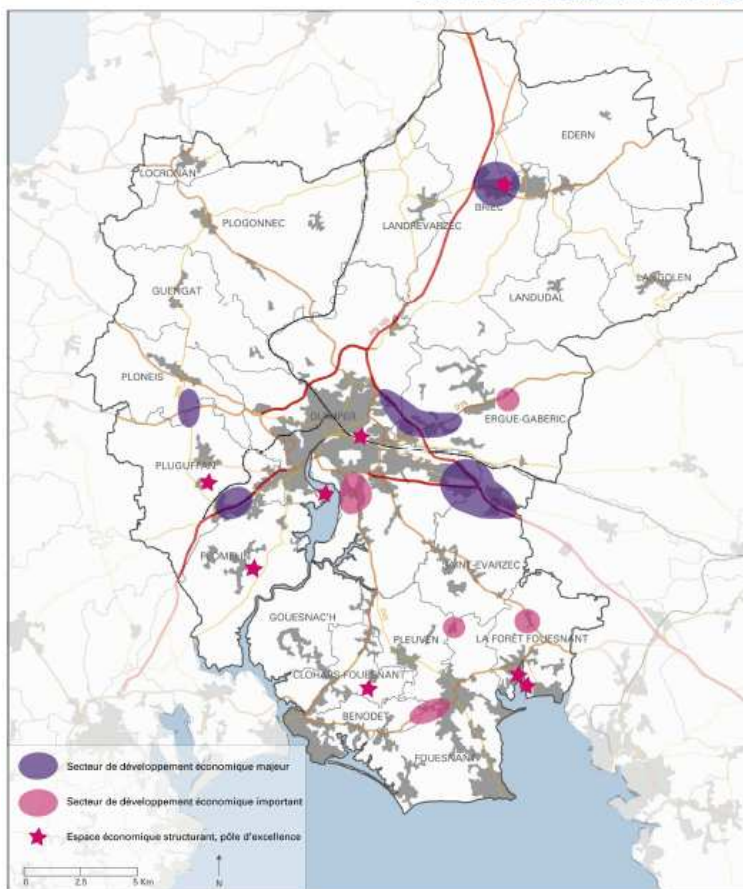 EDERN
LOCRONAN
BRIEC
PLOGONNEC
LANDREVARZEC
LANGOLEN
LANDUDAL
GUENGAT
PLONEIS
QUIMPER
ERGUE-GABERIC
PLUGUFFAN
PLOMELIN
SAINT-EVARZEC
GOUESNAC'H
PLEUVEN
LA FORÊT FOUESNANT
CLOHARS-FOUESNANT
BENODET
FOUESNANT
Secteur de développement économique majeur
Secteur de développement économique important
Espace économique structurant, pôle d'excellence
0 2,5 5 Km
N